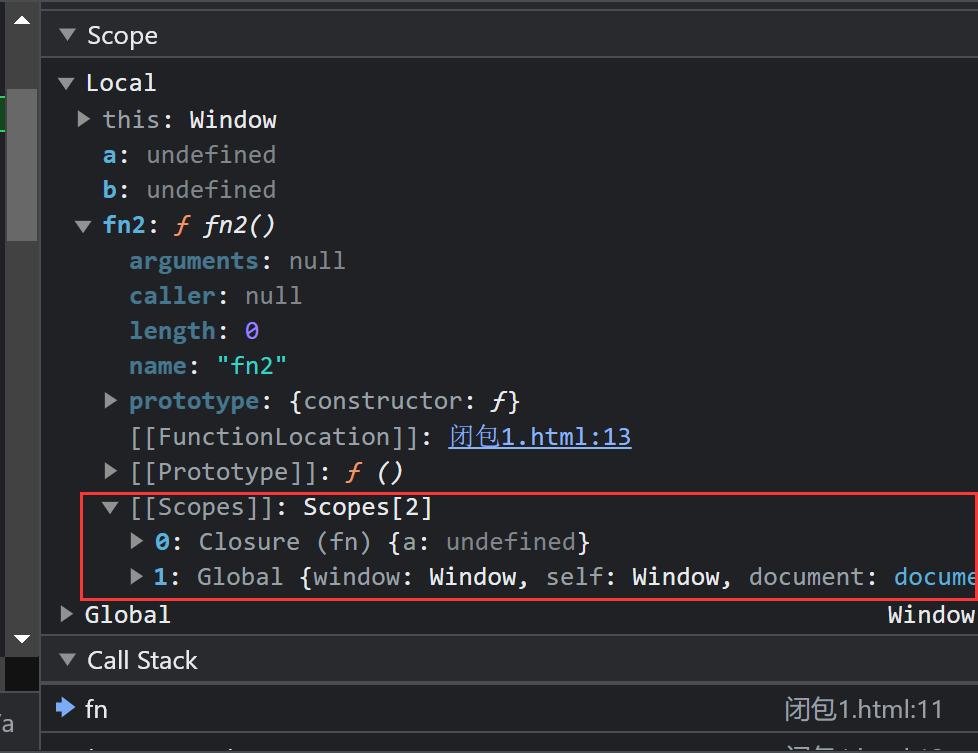 Scope
Local
this: Window
a: undefined
b: undefined
fn2: ƒ fn2()
arguments: null
caller: null
length: 0
name: "fn2"
prototype: {constructor: ƒ}
[[FunctionLocation]]: 闭包1.html:13
[[Prototype]]: ƒ ()
[[Scopes]]: Scopes[2]
0: Closure (fn) {a: undefined}
1: Global {window: Window, self: Window, document: docume
Global Window
Call Stack
fn 闭包1.html:11
/a